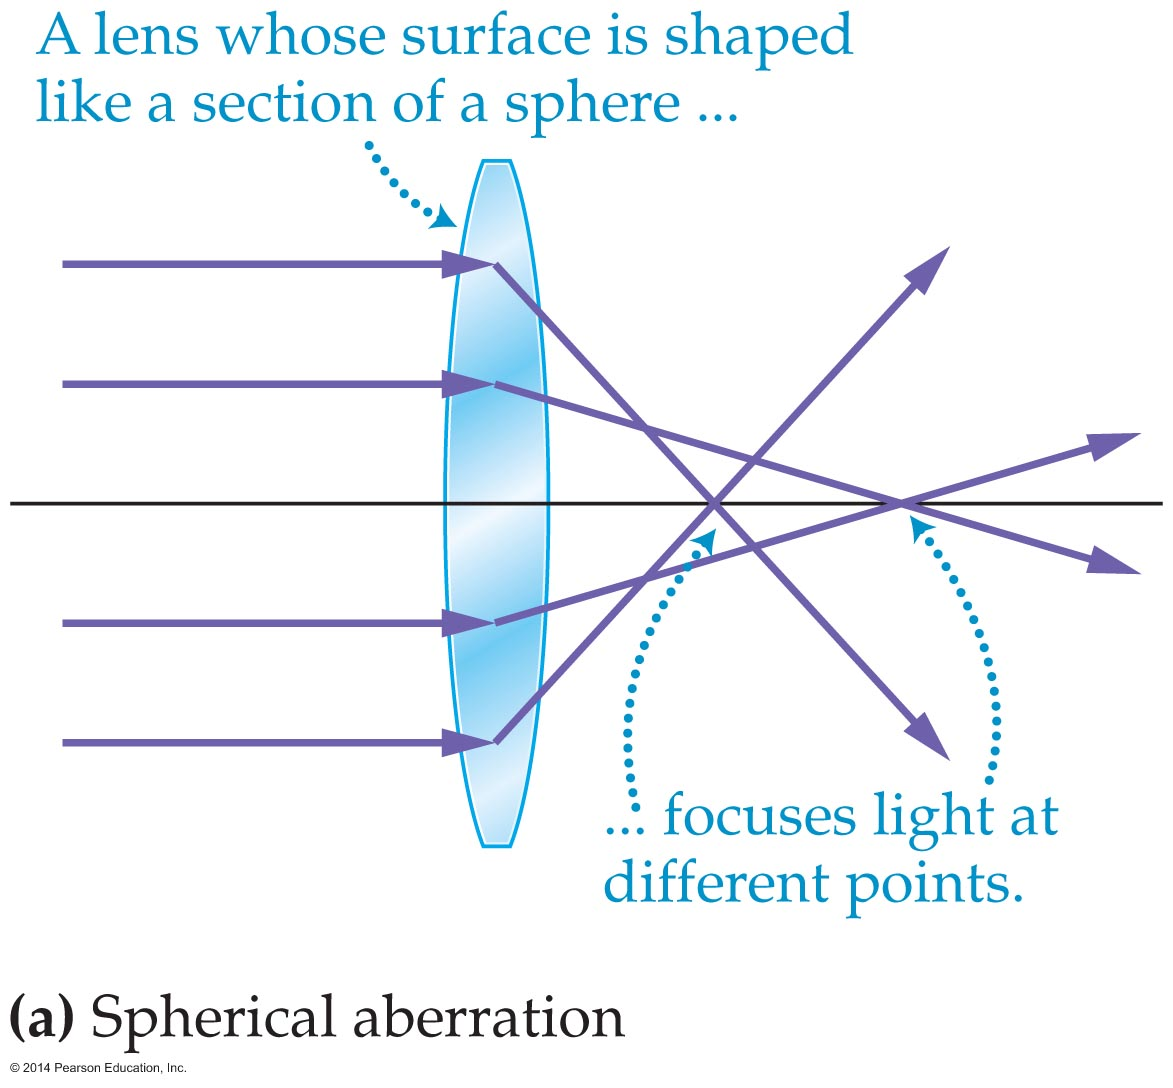 A lens whose surface is shaped
like a section of a sphere ...
... focuses light at
different points.
(a) Spherical aberration
© 2014 Pearson Education, Inc.